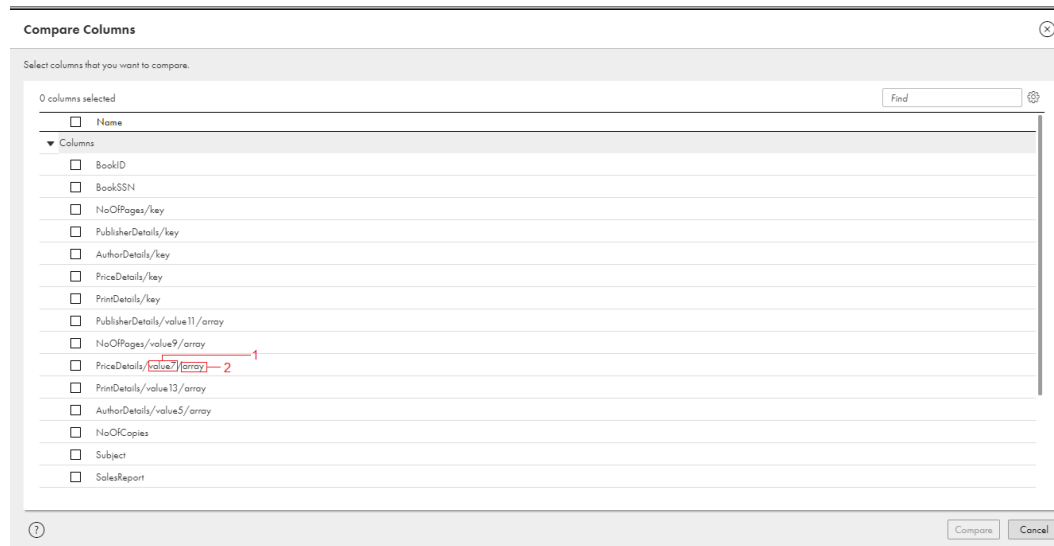 Compare Columns
Select columns that you want to compare.
0 columns selected
Find
Name
Columns
BookID
BookSSN
NoOfPages/key
PublisherDetails/key
AuthorDetails/key
PriceDetails/key
PrintDetails/key
PublisherDetails/value11/array
NoOfPages/value9/array
1
PriceDetails/value7/array 2
PrintDetails/value13/array
AuthorDetails/value5/array
NoOfCopies
Subject
SalesReport
? Compare Cancel